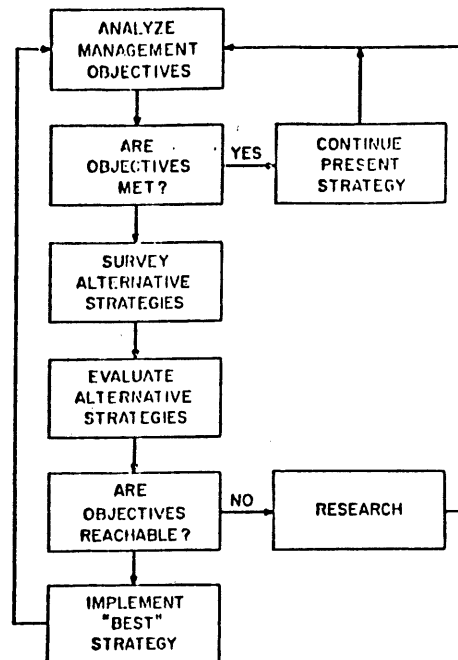 ANALYZE
MANAGEMENT
OBJECTIVES
ARE
OBJECTIVES
MET?
YES
CONTINUE
PRESENT
STRATEGY
SURVEY
ALTERNATIVE
STRATEGIES
EVALUATE
ALTERNATIVE
STRATEGIES
ARE
OBJECTIVES
REACHABLE?
NO
RESEARCH
IMPLEMENT
"BEST"
STRATEGY